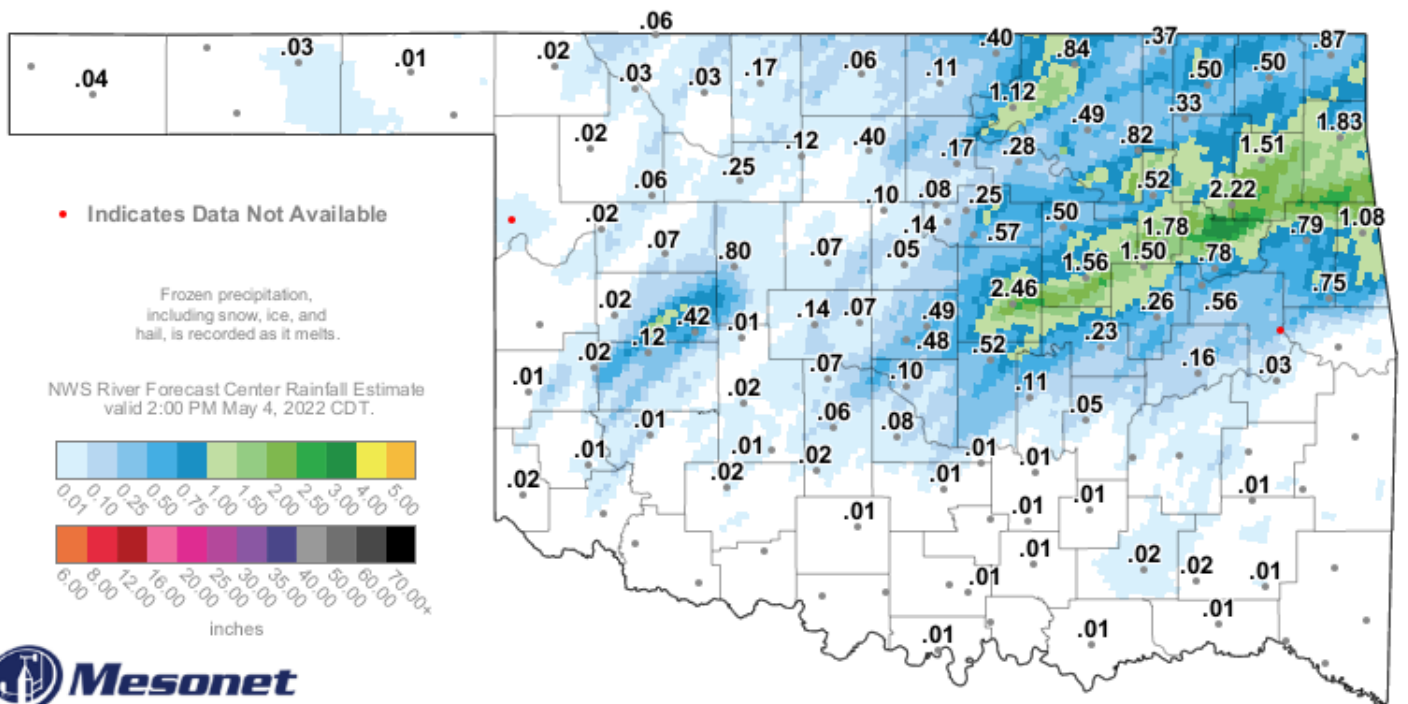 .06
.40 .84 .37 .87
.02 .03 .01 .04
.03 .03 .17 .06 .11 .50 .50
1.12 .49 .33 1.83
.02 .12 .40 .17 .28 .82 1.51
.06 .25 .10 .08 .25 .52 2.22
• Indicates Data Not Available
.02 .14 .57 .50 1.78 .79 1.08
.07 .80 .07 .05 1.56 1.50 .78
Frozen precipitation,
including snow, ice, and
hail, is recorded as it melts.
.02 .42 .01 .14 .07 .49 2.46 .26 .56 .75
.12 .48 .52 .23
.02 .07 .10 .16 .03
NWS River Forecast Center Rainfall Estimate
valid 2:00 PM May 4, 2022 CDT.
.01 .02 .11 .05
.01 .06 .08
.01 .01 .02 .01 .01
.02 .02 .01 .01 .01
0.01 0.10 0.25 0.50 0.75 1.00 1.50 2.00 2.50 3.00 4.00 5.00
.01 .01
.01 .02 .02 .01
.01
6.00 8.00 12.00 16.00 20.00 25.00 30.00 35.00 40.00 50.00 60.00 70.00+
inches
.01 .01 .01
Mesonet